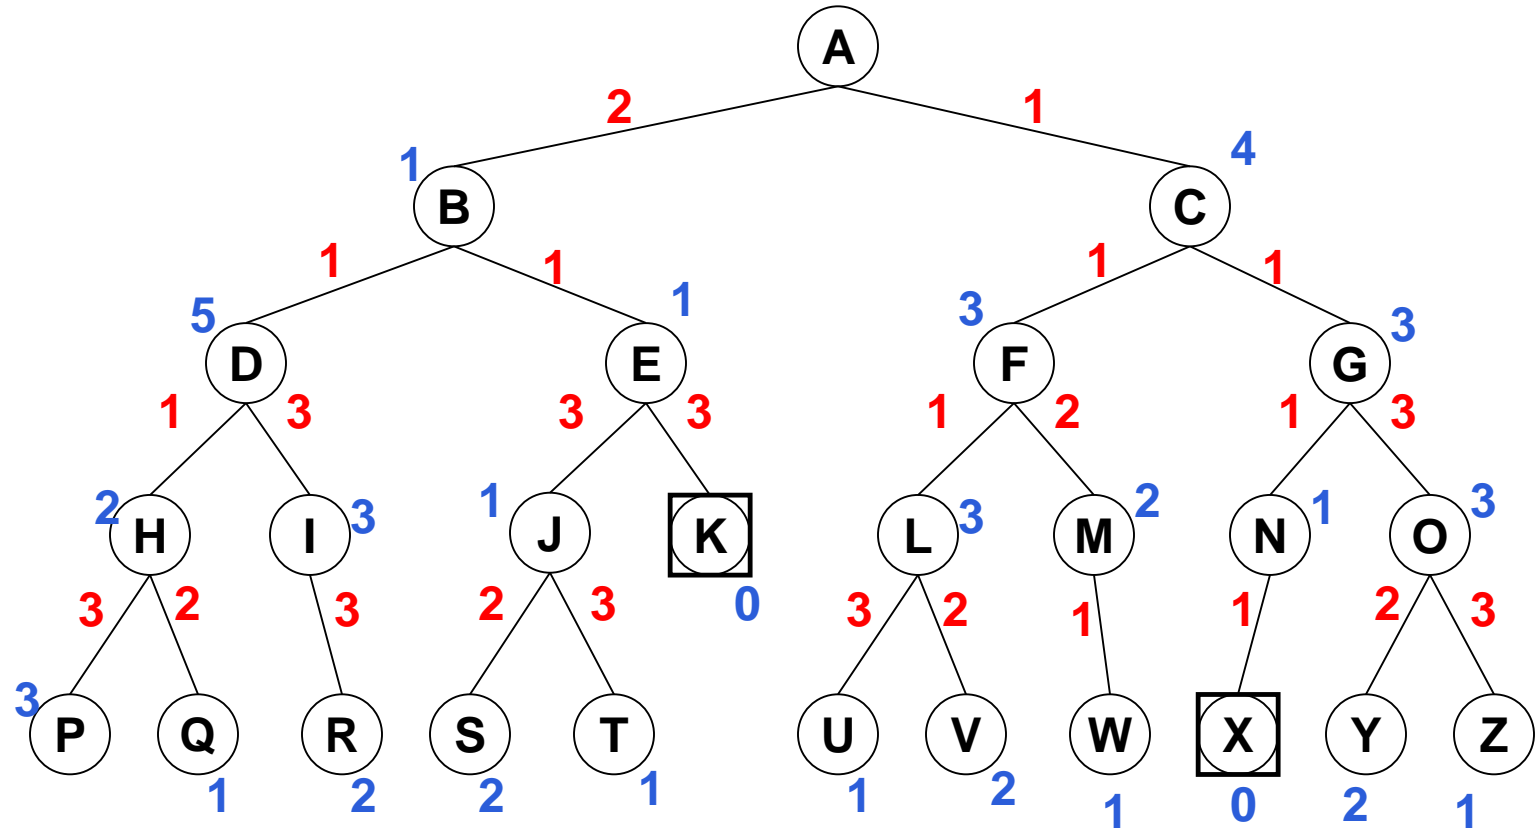 A
2 1
1 4
B C
1 1 1 1
5 1 3 3
D E F G
1 3 3 3 1 2 1 3
2 3 1 3 2 1 3
H I J K L M N O
3 2 3 2 3 0 3 2 1 1 2 3
3
P Q R S T U V W X Y Z
1 2 2 1 1 2 1 0 2 1